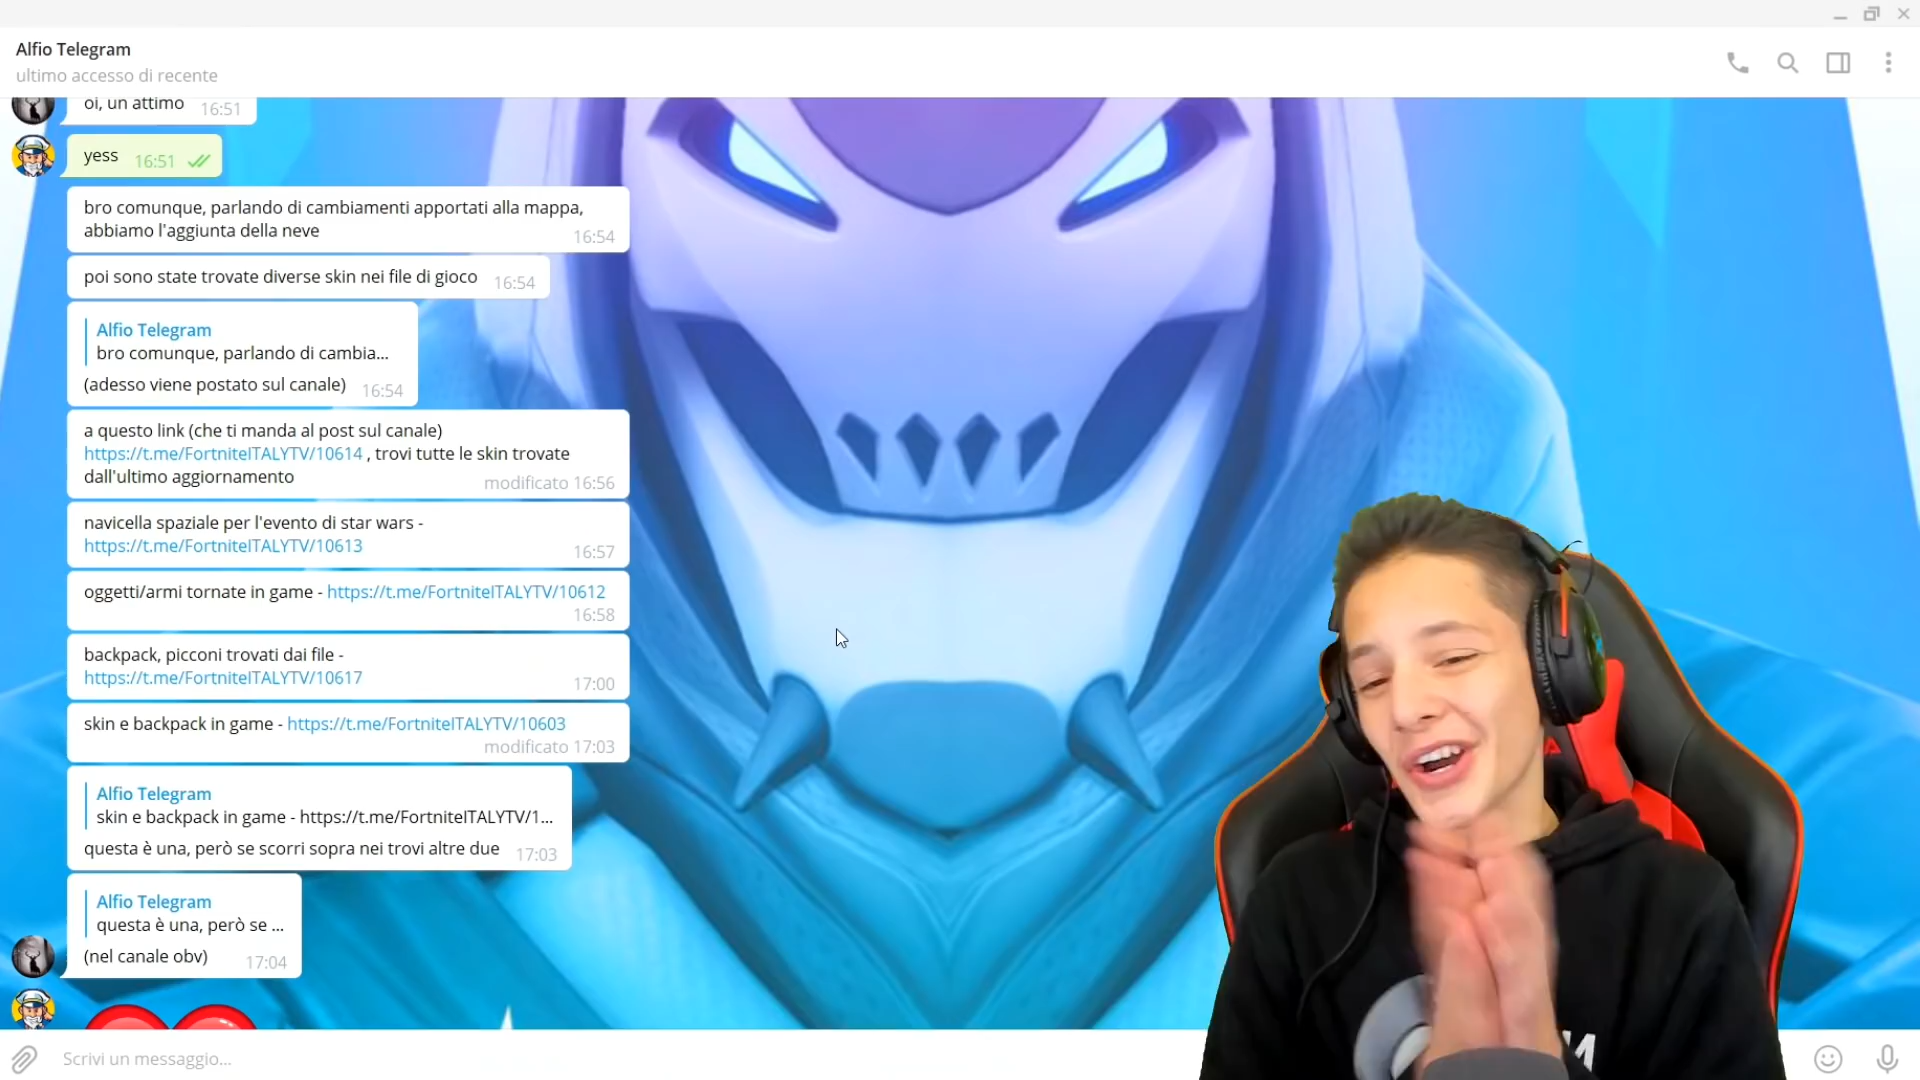 Alfio Telegram
ultimo accesso di recente
oi, un attimo 16:51
yess 16:51
bro comunque, parlando di cambiamenti apportati alla mappa,
abbiamo l'aggiunta della neve 16:54
poi sono state trovate diverse skin nei file di gioco 16:54
Alfio Telegram
bro comunque, parlando di cambia...
(adesso viene postato sul canale) 16:54
a questo link (che ti manda al post sul canale)
https://t.me/FortniteITALYTV/10614 , trovi tutte le skin trovate
dall'ultimo aggiornamento modificato 16:56
navicella spaziale per l'evento di star wars -
https://t.me/FortniteITALYTV/10613 16:57
oggetti/armi tornate in game - https://t.me/FortniteITALYTV/10612
16:58
backpack, picconi trovati dai file -
https://t.me/FortniteITALYTV/10617 17:00
skin e backpack in game - https://t.me/FortniteITALYTV/10603
modificato 17:03
Alfio Telegram
skin e backpack in game - https://t.me/FortniteITALYTV/1...
questa è una, però se scorri sopra nei trovi altre due 17:03
Alfio Telegram
questa è una, però se ...
(nel canale obv) 17:04
Scrivi un messaggio...